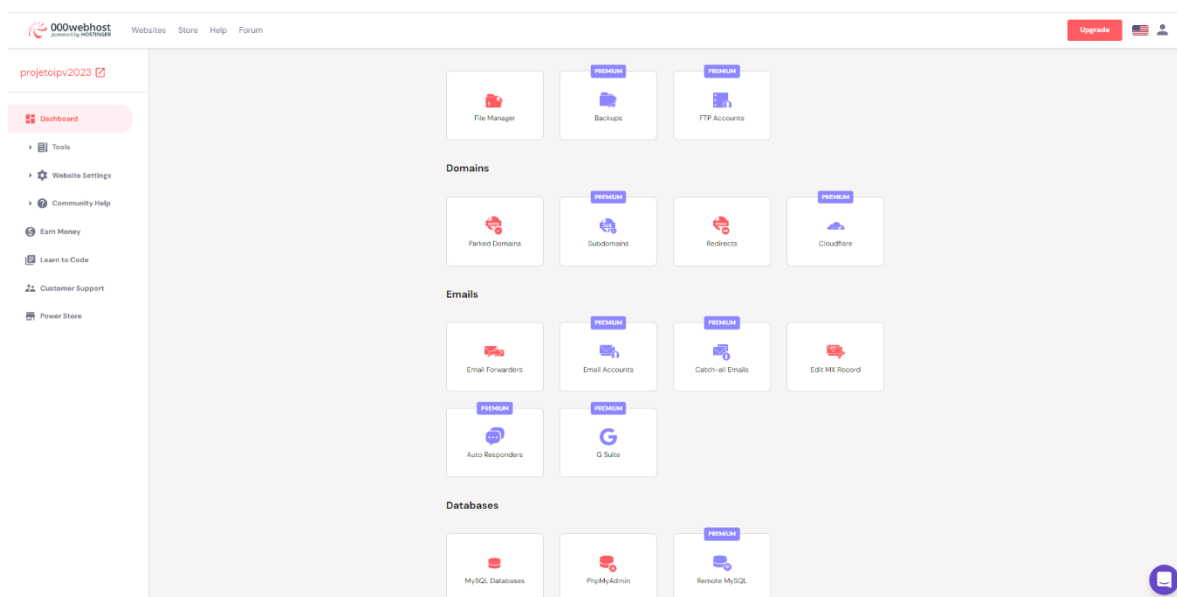 000webhost
powered by HOSTINGER
Websites Store Help Forum
Upgrade
projetoipv2023
Dashboard
Tools
Website Settings
Community Help
Earn Money
Learn to Code
Customer Support
Power Store
PREMIUM PREMIUM
File Manager Backups FTP Accounts
Domains
PREMIUM PREMIUM
Parked Domains Subdomains Redirects Cloudflare
Emails
PREMIUM PREMIUM
Email Forwarders Email Accounts Catch-all Emails Edit MX Record
PREMIUM PREMIUM
Auto Responders G Suite
Databases
PREMIUM
MySQL Databases PhpMyAdmin Remote MySQL